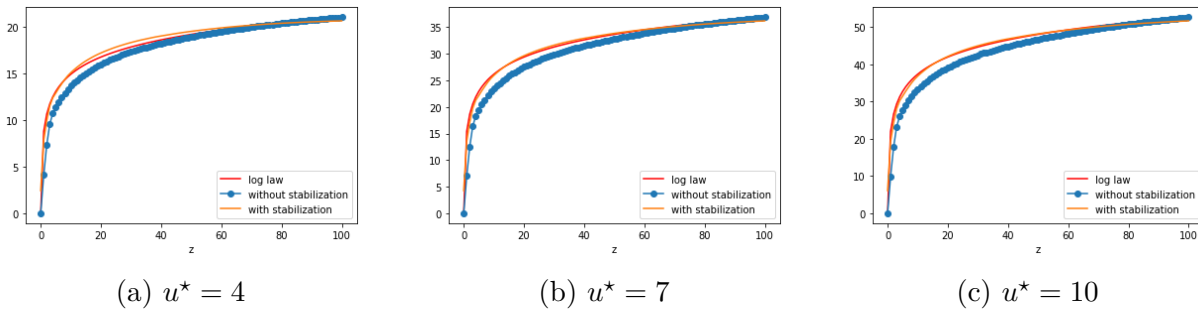 20
15
10
5
0
0 20 40 60 80 100
z
log law
without stabilization
with stabilization
(a) u⋆ = 4
35
30
25
20
15
10
5
0
0 20 40 60 80 100
z
log law
without stabilization
with stabilization
(b) u⋆ = 7
50
40
30
20
10
0
0 20 40 60 80 100
z
log law
without stabilization
with stabilization
(c) u⋆ = 10